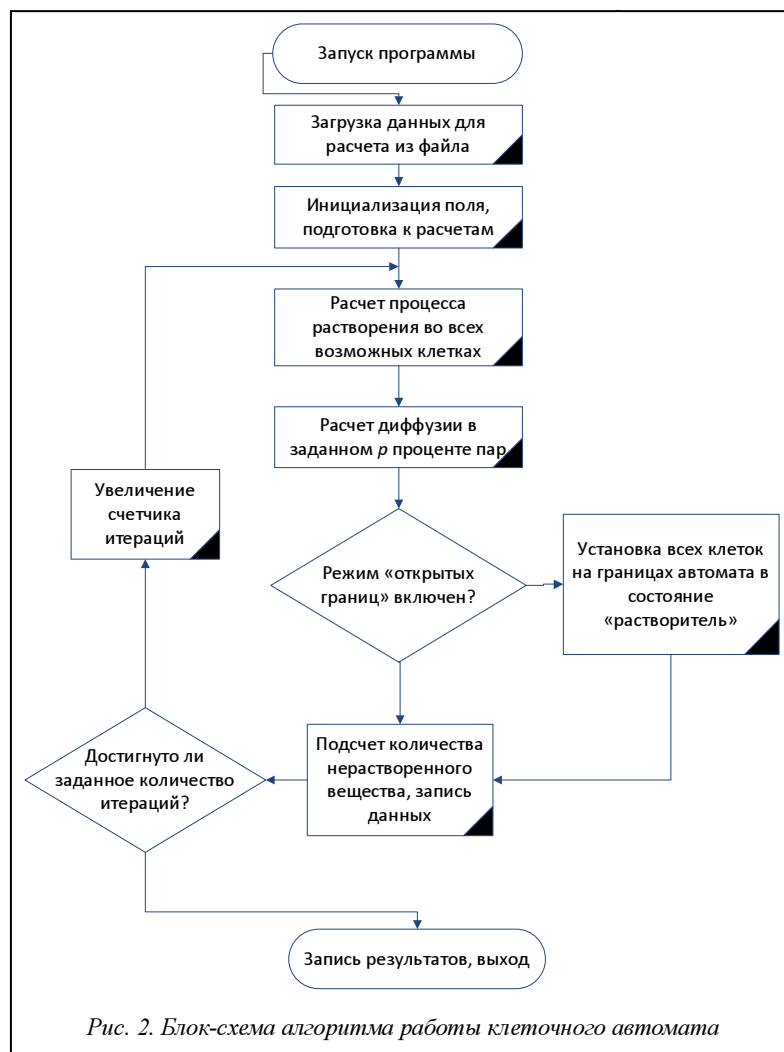 Запуск программы
Загрузка данных для
расчета из файла
Инициализация поля,
подготовка к расчетам
Расчет процесса
растворения во всех
возможных клетках
Расчет диффузии в
заданном p проценте пар
Увеличение
счетчика
итераций
Режим «открытых
границ» включен?
Установка всех клеток
на границах автомата в
состояние
«растворитель»
Достигнуто ли
заданное количество
итераций?
Подсчет количества
нерастворенного
вещества, запись
данных
Запись результатов, выход
Рис. 2. Блок-схема алгоритма работы клеточного автомата